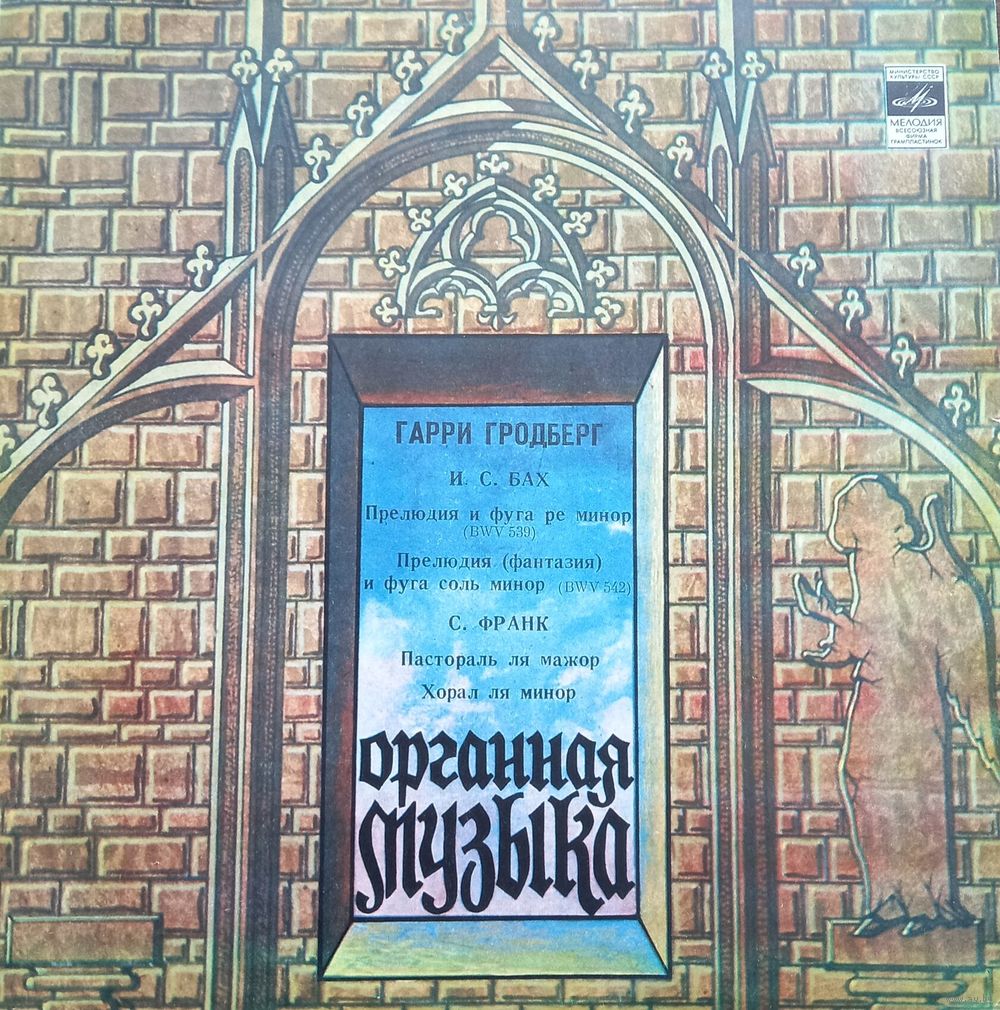 МИНИСТЕРСТВО
КУЛЬТУРЫ СССР
МЕЛОДИЯ
ВСЕСОЮЗНАЯ
ФИРМА
ГРАМПЛАСТИНОК
ГАРРИ ГРОДБЕРГ
И. С. БАХ
Прелюдия и фуга ре минор
(BWV 539)
Прелюдия (фантазия)
и фуга соль минор (BWV 542)
С. ФРАНК
Пастораль ля мажор
Хорал ля минор
органная
музыка